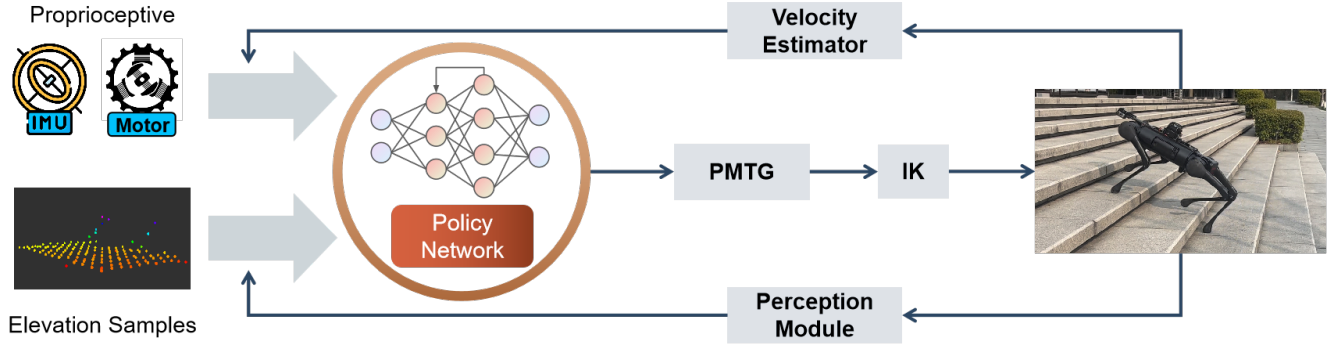 Proprioceptive
IMU
Motor
Elevation Samples
Policy
Network
Velocity
Estimator
PMTG
IK
Perception
Module